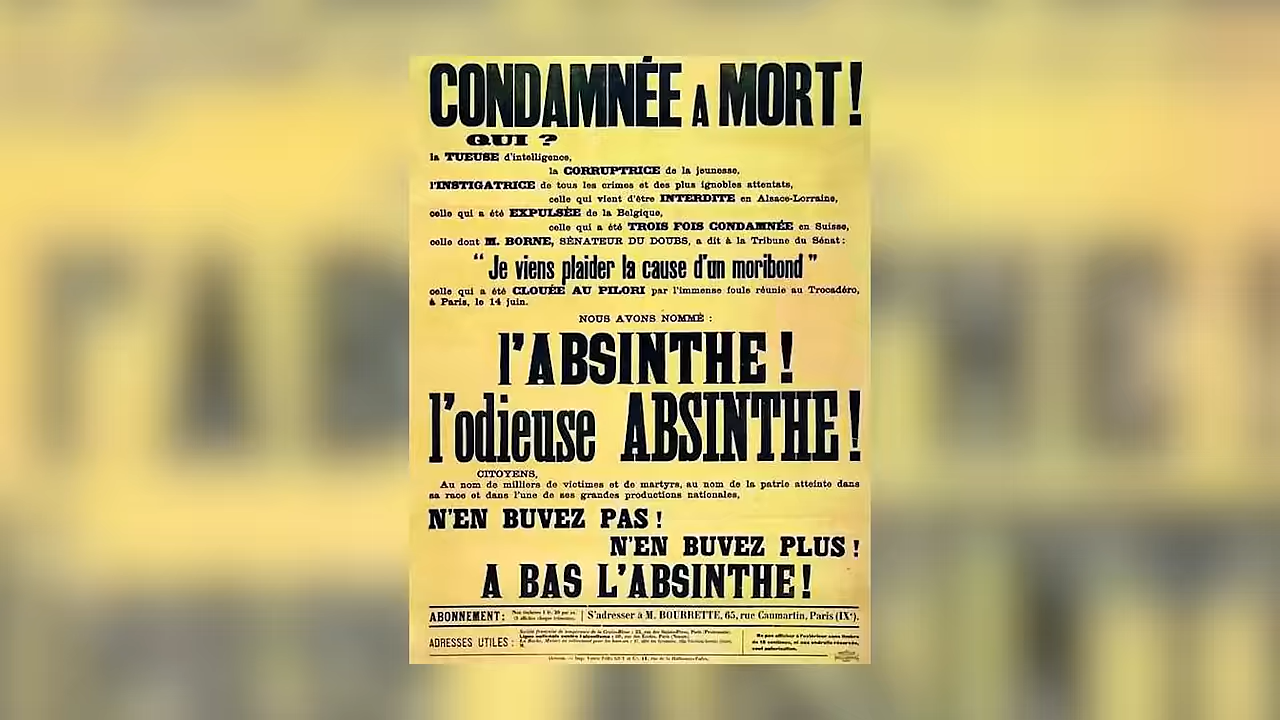 CONDAMNÉE A MORT !
QUI ?
la TUEUSE d'intelligence,
la CORRUPTRICE de la jeunesse,
l'INSTIGATRICE de tous les crimes et des plus ignobles attentats,
celle qui vient d'être INTERDITE en Alsace-Lorraine,
celle qui a été EXPULSÉE de la Belgique,
celle qui a été TROIS FOIS CONDAMNÉE en Suisse,
celle dont M. BORNE, SÉNATEUR DU DOUBS, a dit à la Tribune du Sénat :
“ Je viens plaider la cause d'un moribond ”
celle qui a été CLOUÉE AU PILORI par l'immense foule réunie au Trocadéro,
à Paris, le 14 juin.
NOUS AVONS NOMMÉ :
l'ABSINTHE !
l'odieuse ABSINTHE !
CITOYENS,
Au nom de milliers de victimes et de martyrs, au nom de la patrie atteinte dans
sa race et dans l'une de ses grandes productions nationales,
N'EN BUVEZ PAS !
N'EN BUVEZ PLUS !
A BAS L'ABSINTHE !
ABONNEMENT : S'adresser à M. BOURRETTE, 65, rue Caumartin, Paris (IXe).
ADRESSES UTILES :
Ne pas afficher à l'extérieur sans timbre